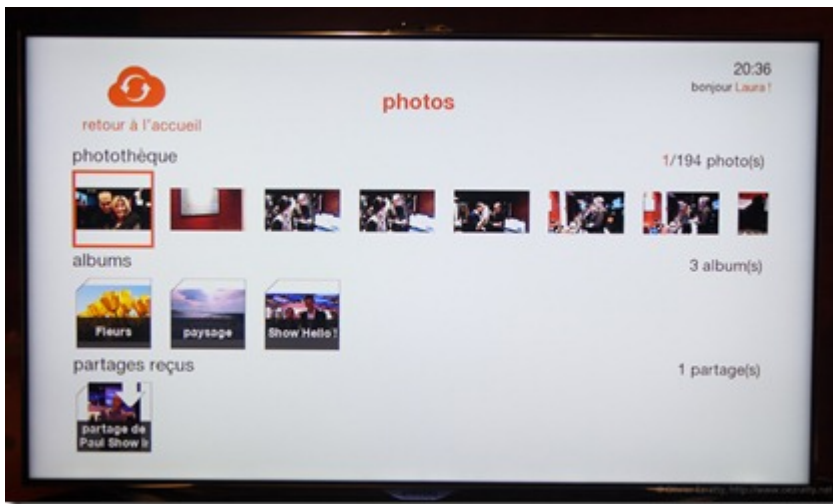 20:36
bonjour Laura !
photos
retour à l'accueil
photothèque
1/194 photo(s)
albums
3 album(s)
Fleurs
paysage
Show Hello !
partages reçus
1 partage(s)
partage de
Paul Show Ir